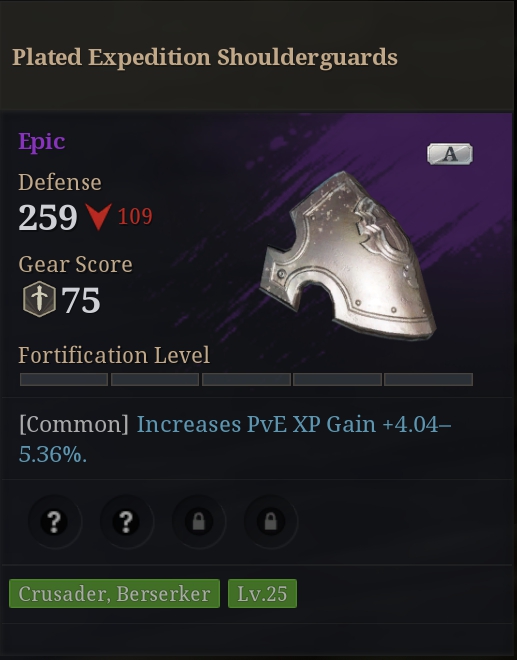 Plated Expedition Shoulderguards
Epic
A
Defense
259 109
Gear Score
75
Fortification Level
[Common] Increases PvE XP Gain +4.04–
5.36%.
? ?
Crusader, Berserker Lv.25